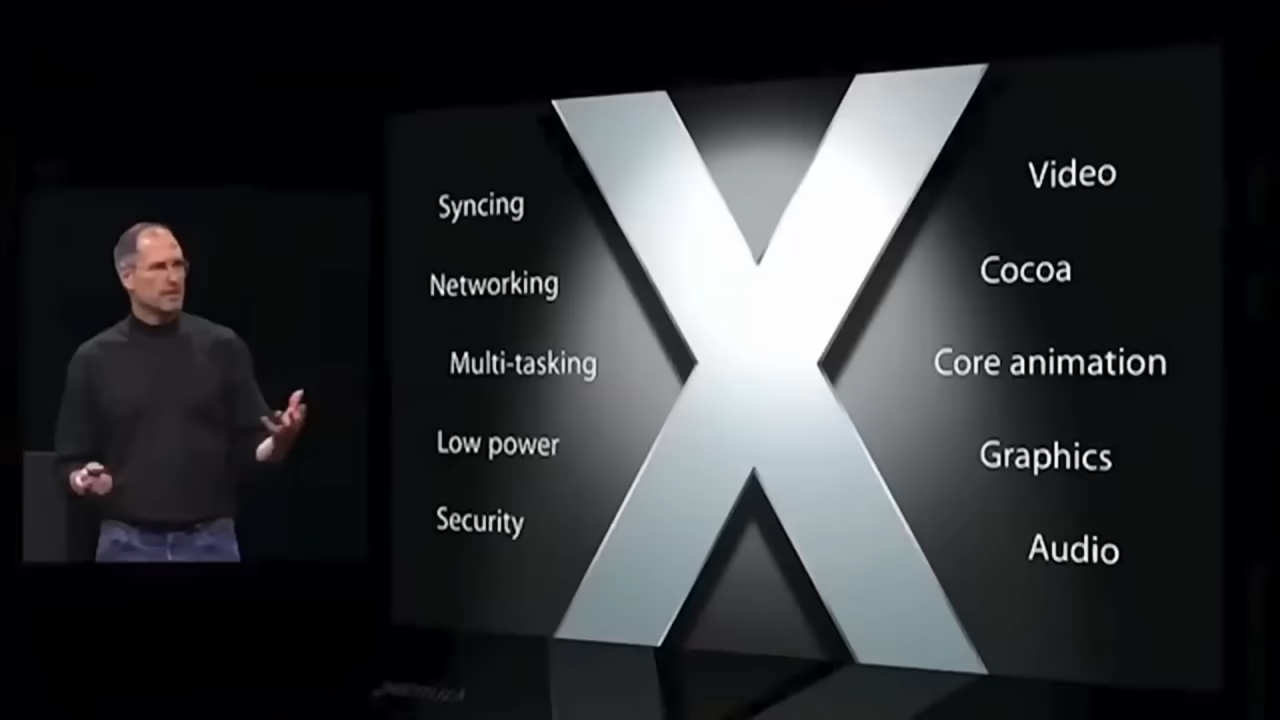 X
Syncing
Networking
Multi-tasking
Low power
Security
Video
Cocoa
Core animation
Graphics
Audio